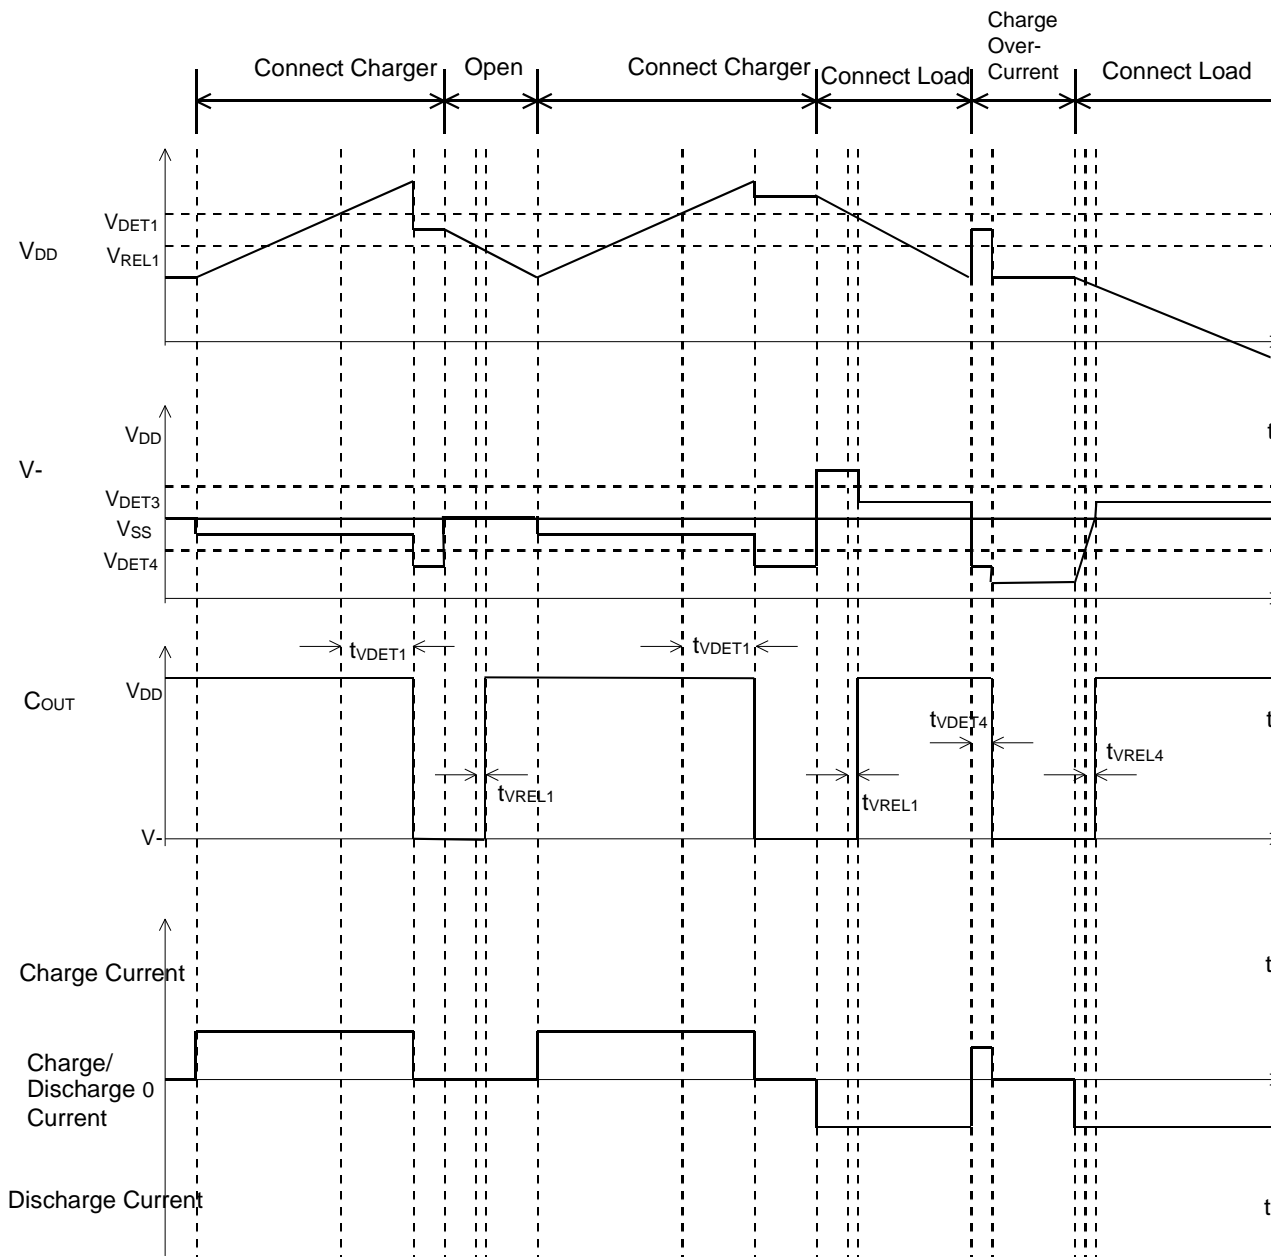 Charge
Over-
Current
Connect Charger
Open
Connect Charger
Connect Load
Connect Load
VDET1
VDD
VREL1
VDD
t
V-
VDET3
VSS
VDET4
tVDET1
tVDET1
COUT
VDD
tVDET4
t
tVREL4
tVREL1
tVREL1
V-
Charge Current
t
Charge/
Discharge 0
Current
Discharge Current
t